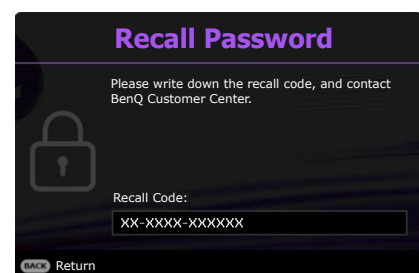 Recall Password
Please write down the recall code, and contact
BenQ Customer Center.
Recall Code:
XX-XXXX-XXXXXX
BACK Return